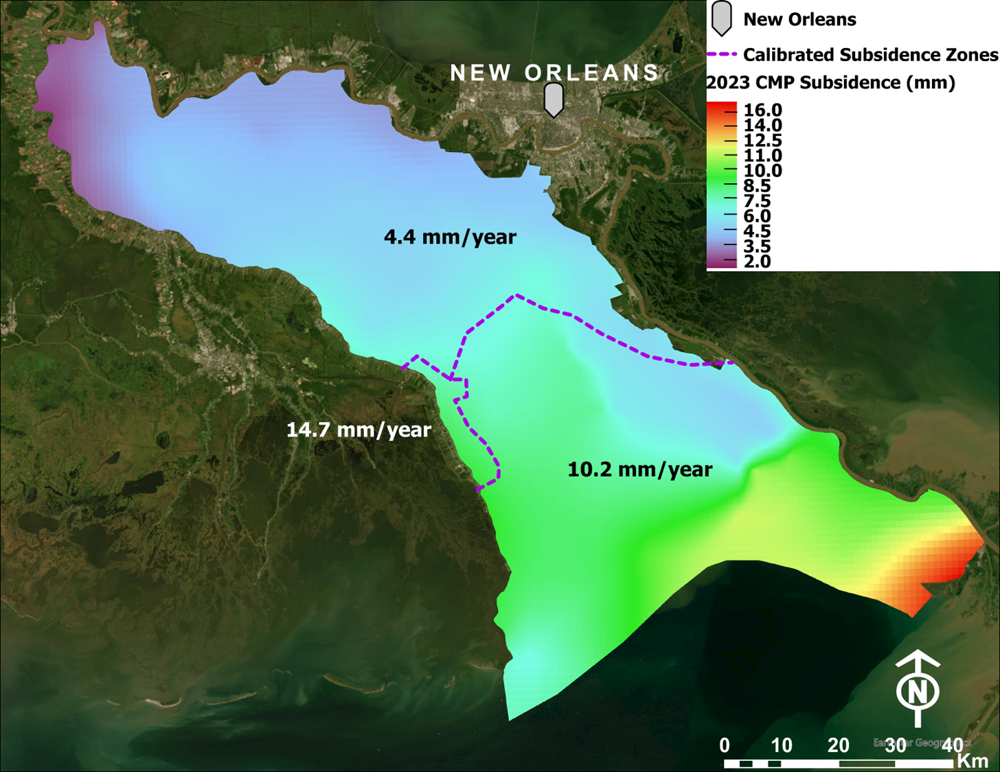 New Orleans
Calibrated Subsidence Zones
2023 CMP Subsidence (mm)
16.0
14.0
12.5
11.0
10.0
8.5
7.5
6.0
4.5
3.5
2.0
NEW ORLEANS
4.4 mm/year
14.7 mm/year
10.2 mm/year
N
Earthstar Geographics
0 10 20 30 40
Km